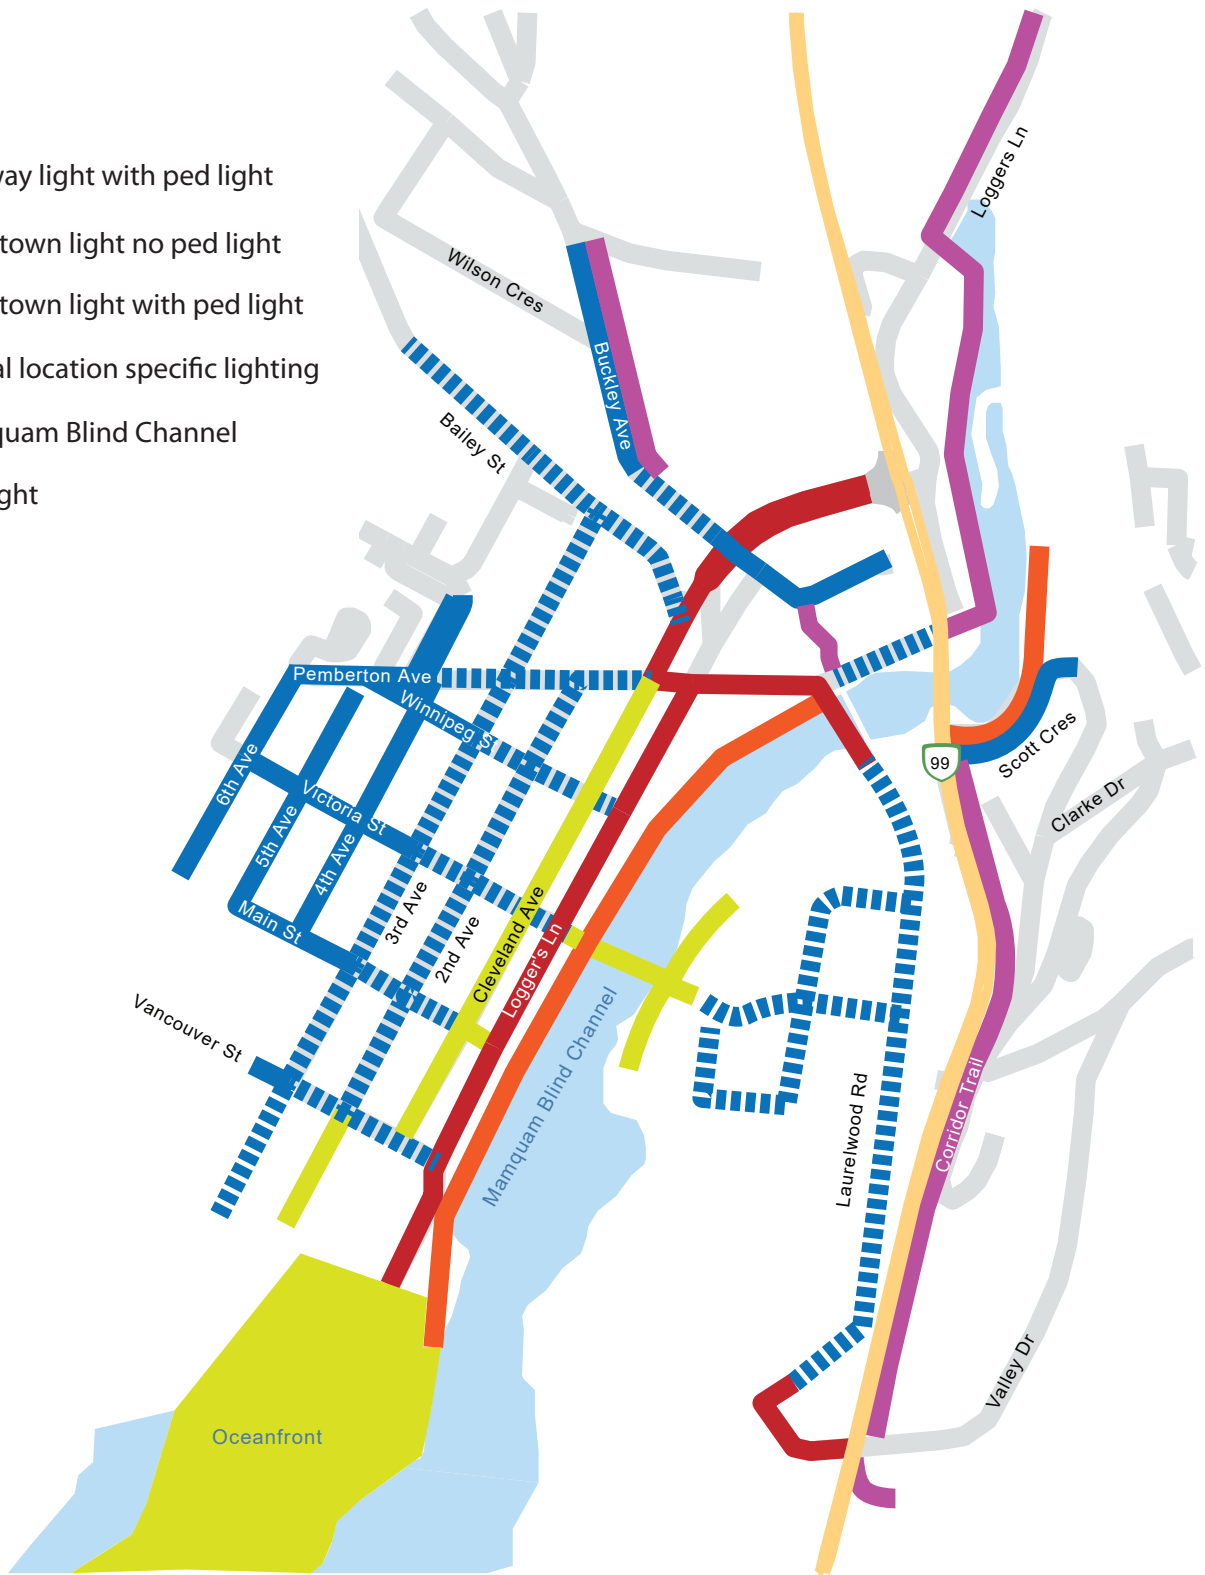 way light with ped light
town light no ped light
town light with ped light
al location specific lighting
quam Blind Channel
ght
Loggers Ln
Wilson Cres
Buckley Ave
Bailey St
Pemberton Ave
Winnipeg S
6th Ave
Victoria St
5th Ave
4th Ave
Main St
3rd Ave
2nd Ave
Cleveland Ave
Logger's Ln
Vancouver St
Mamquam Blind Channel
99
Scott Cres
Clarke Dr
Laurelwood Rd
Corridor Trail
Valley Dr
Oceanfront